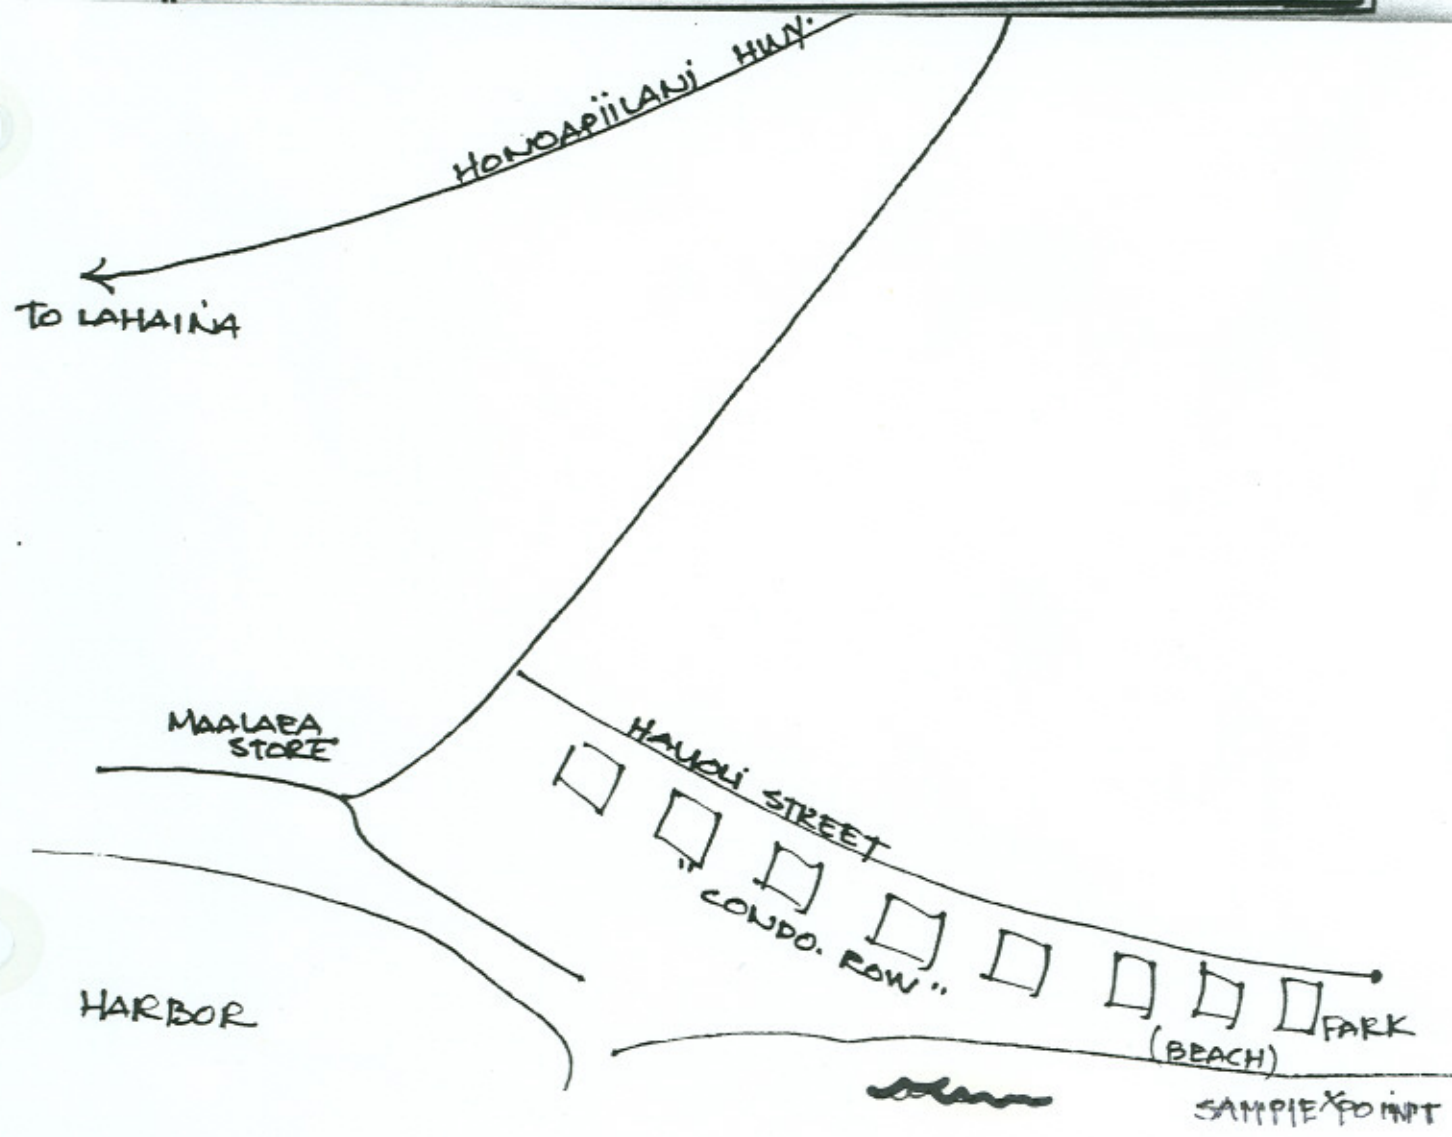 HONOAPiiLANi HWY.
TO LAHAINA
MAALAEA
STORE
HAUOLi STREET
"CONDO. ROW"
HARBOR
PARK
(BEACH)
SAMPLE POINT